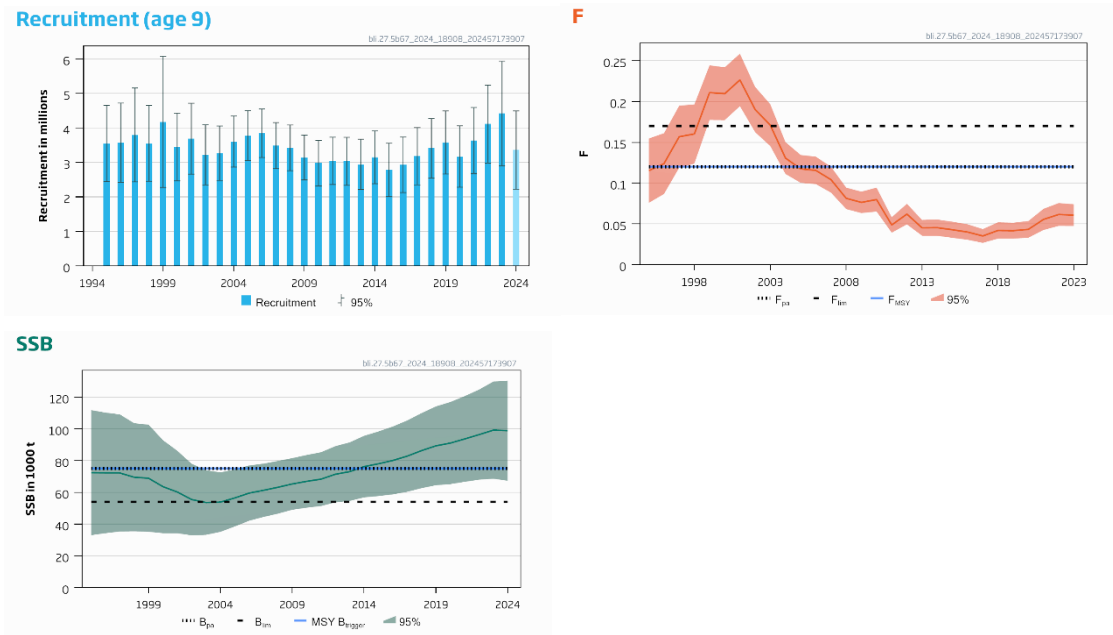 Recruitment (age 9)
bli.27.5b67_2024_18908_202457173907
Recruitment in millions
6
5
4
3
2
1
0
1994 1999 2004 2009 2014 2019 2024
Recruitment 95%
F
bli.27.5b67_2024_18908_202457173907
F
0.25
0.2
0.15
0.1
0.05
0
1998 2003 2008 2013 2018 2023
Fpa Flim FMSY 95%
SSB
bli.27.5b67_2024_18908_202457173907
SSB in 1000 t
120
100
80
60
40
20
0
1999 2004 2009 2014 2019 2024
Bpa Blim MSY Btrigger 95%